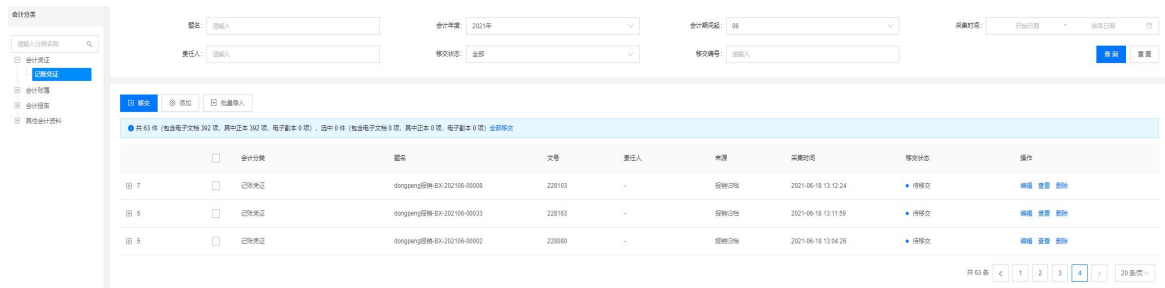 会计分类
请输入分类名称
会计凭证
记账凭证
会计账簿
会计报告
其他会计资料
题名: 请输入 会计年度: 2021年 会计期间起: 06 采集时间: 开始日期 ~ 结束日期
责任人: 请输入 移交状态: 全部 移交编号: 请输入 查 询 重 置
移交 添加 批量导入
共 63 件 (包含电子文档 392 项, 其中正本 392 项, 电子副本 0 项) , 选中 0 件 (包含电子文档 0 项, 其中正本 0 项, 电子副本 0 项) 全部移交
会计分类 题名 文号 责任人 来源 采集时间 移交状态 操作
7 记账凭证 dongpeng报销-BX-202106-00008 228103 - 报销归档 2021-06-18 13:12:24 待移交 编辑 查看 删除
5 记账凭证 dongpeng报销-BX-202106-00033 228163 - 报销归档 2021-06-18 13:11:59 待移交 编辑 查看 删除
5 记账凭证 dongpeng报销-BX-202106-00002 228080 - 报销归档 2021-06-18 13:04:26 待移交 编辑 查看 删除
共 63 条 < 1 2 3 4 > 20 条/页